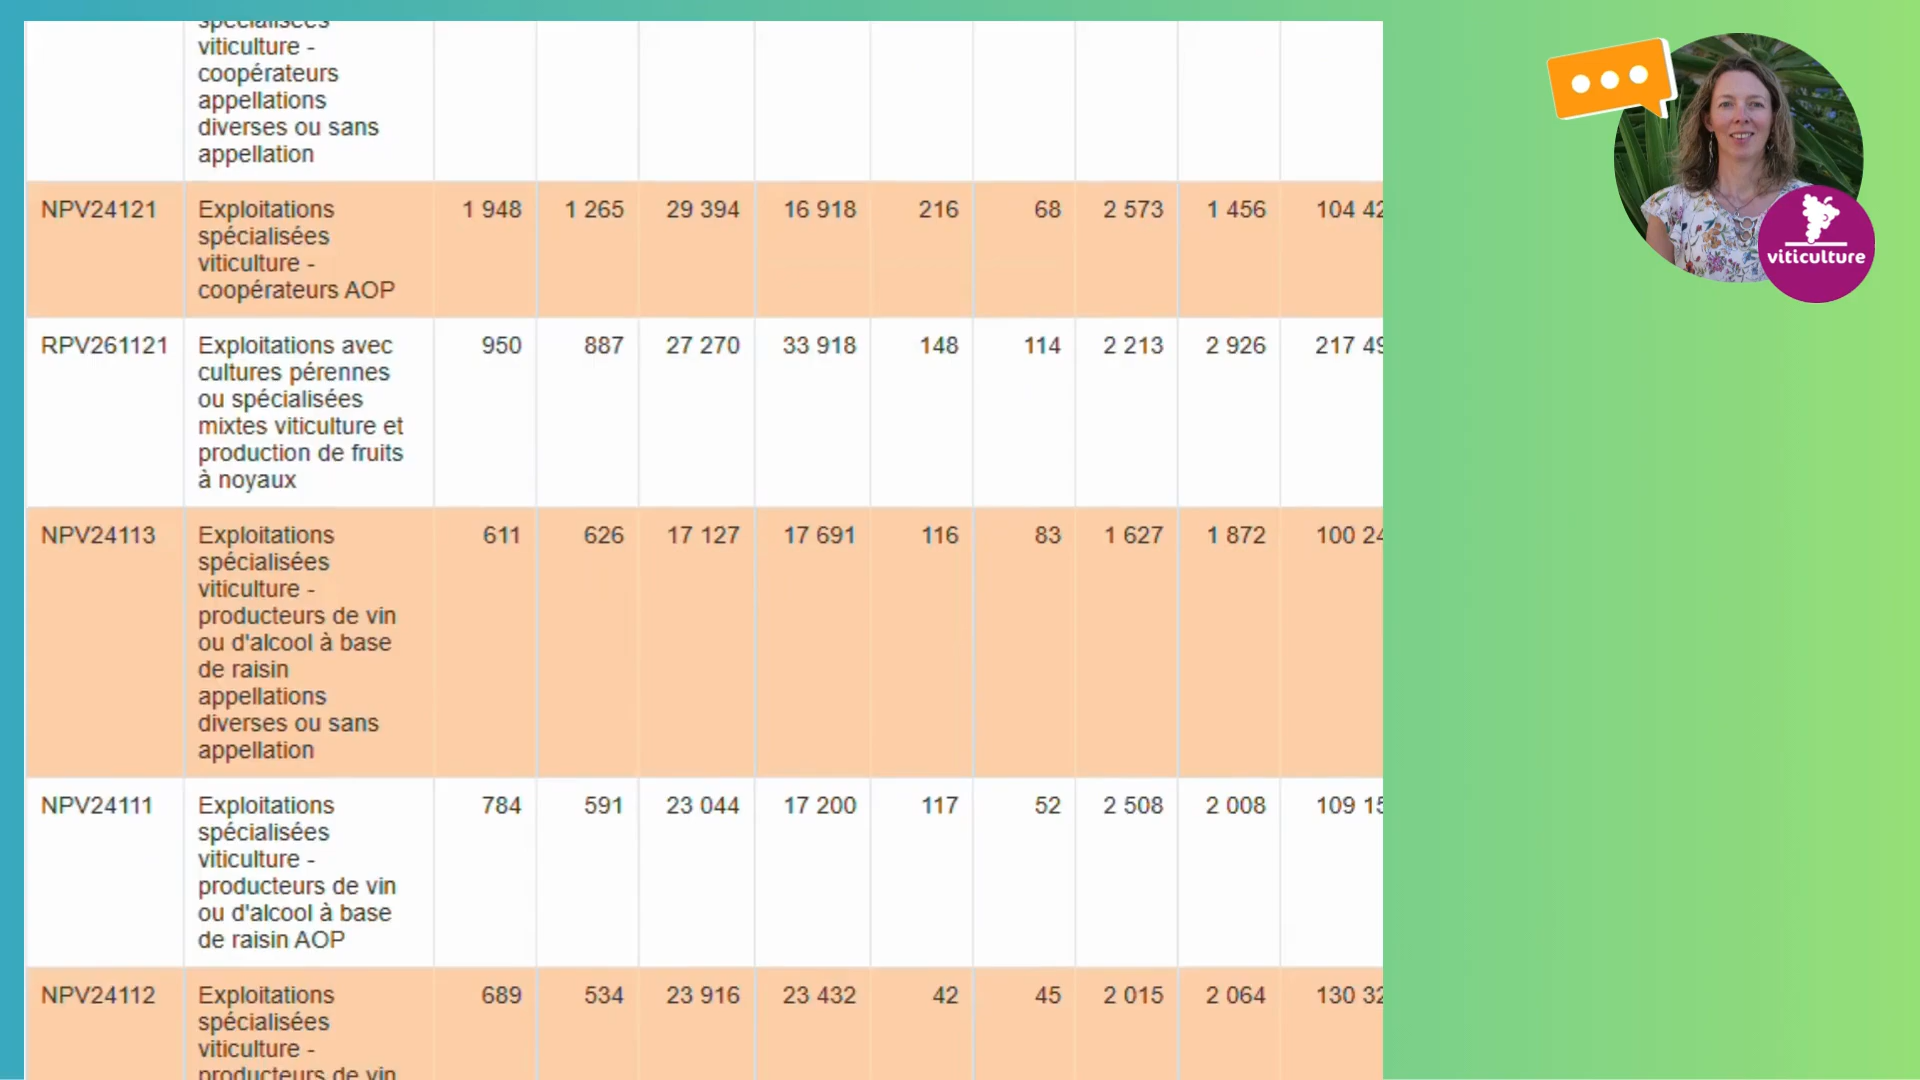 spécialisées
viticulture -
coopérateurs
appellations
diverses ou sans
appellation
NPV24121 Exploitations 1 948 1 265 29 394 16 918 216 68 2 573 1 456 104 42
spécialisées
viticulture -
coopérateurs AOP
RPV261121 Exploitations avec 950 887 27 270 33 918 148 114 2 213 2 926 217 49
cultures pérennes
ou spécialisées
mixtes viticulture et
production de fruits
à noyaux
NPV24113 Exploitations 611 626 17 127 17 691 116 83 1 627 1 872 100 24
spécialisées
viticulture -
producteurs de vin
ou d'alcool à base
de raisin
appellations
diverses ou sans
appellation
NPV24111 Exploitations 784 591 23 044 17 200 117 52 2 508 2 008 109 15
spécialisées
viticulture -
producteurs de vin
ou d'alcool à base
de raisin AOP
NPV24112 Exploitations 689 534 23 916 23 432 42 45 2 015 2 064 130 32
spécialisées
viticulture -
producteurs de vin
viticulture